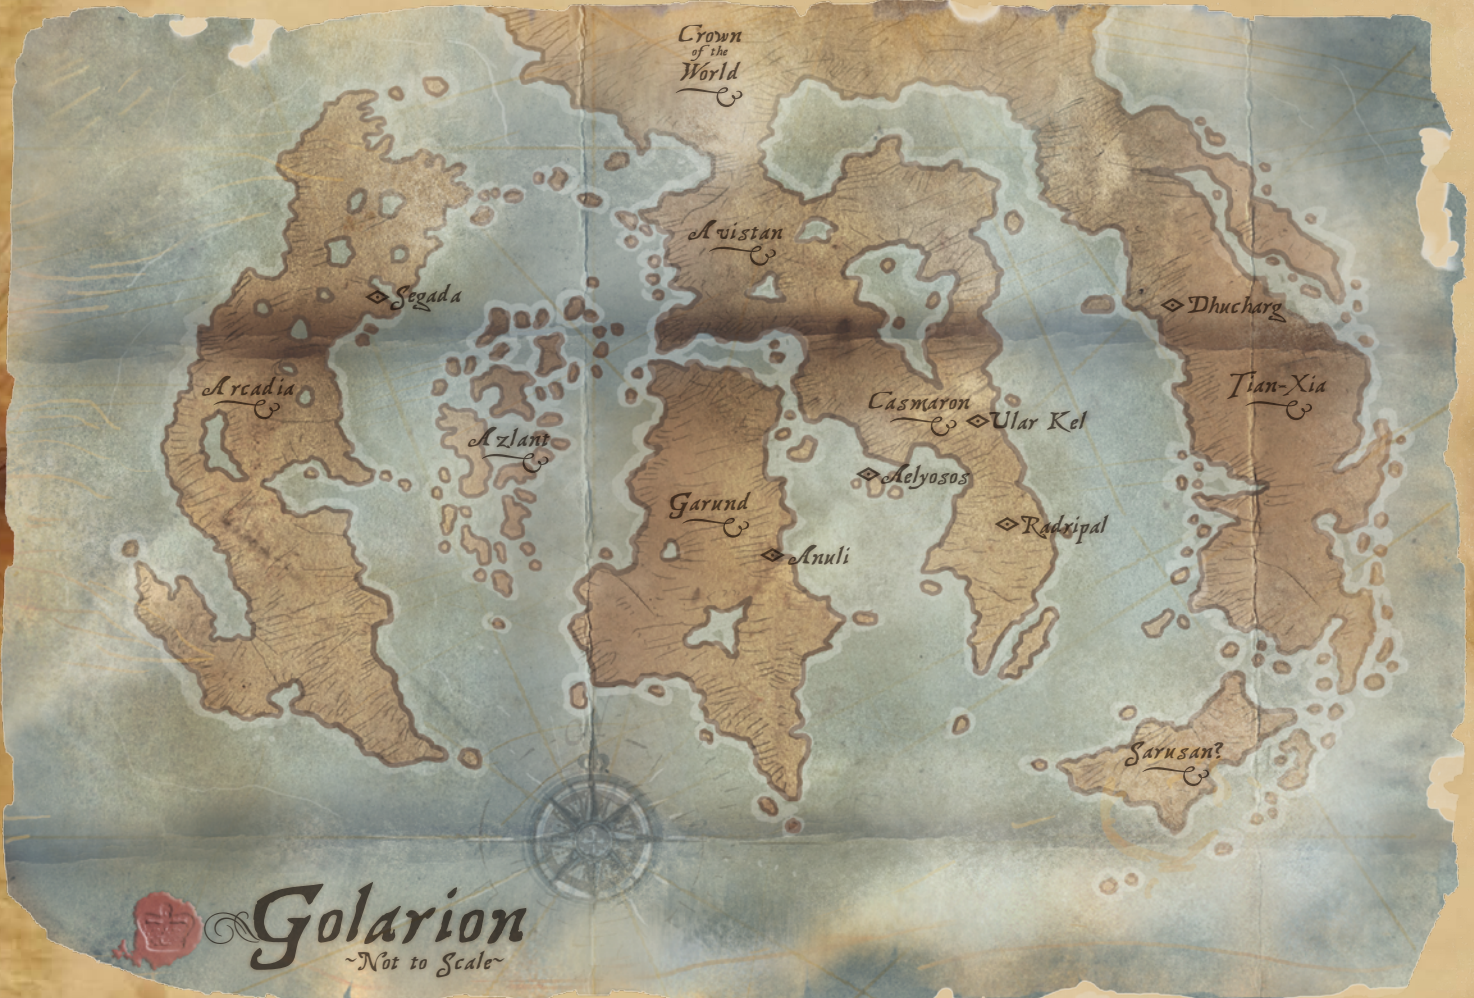 Crown
of the
World
Avistan
Segada
Dhucharg
Arcadia
Tian-Xia
Casmaron
Ular Kel
Azlant
Aelyosos
Garund
Radripal
Anuli
Sarusan?
Golarion
~Not to Scale~